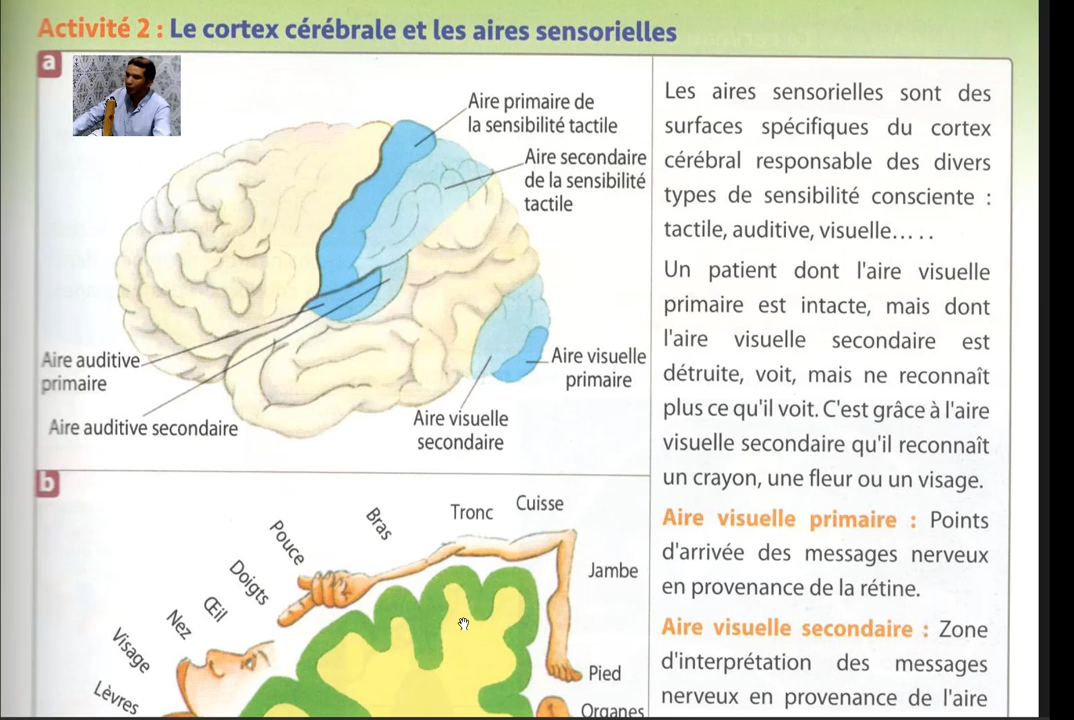 Activité 2 : Le cortex cérébrale et les aires sensorielles
a
Aire primaire de
la sensibilité tactile
Aire secondaire
de la sensibilité
tactile
Aire auditive
primaire
Aire auditive secondaire
Aire visuelle
primaire
Aire visuelle
secondaire
Les aires sensorielles sont des
surfaces spécifiques du cortex
cérébral responsable des divers
types de sensibilité consciente :
tactile, auditive, visuelle.....
Un patient dont l'aire visuelle
primaire est intacte, mais dont
l'aire visuelle secondaire est
détruite, voit, mais ne reconnaît
plus ce qu'il voit. C'est grâce à l'aire
visuelle secondaire qu'il reconnaît
un crayon, une fleur ou un visage.
Aire visuelle primaire : Points
d'arrivée des messages nerveux
en provenance de la rétine.
Aire visuelle secondaire : Zone
d'interprétation des messages
nerveux en provenance de l'aire
b
Cuisse
Tronc
Bras
Pouce
Doigts
Œil
Nez
Visage
Lèvres
Jambe
Pied
Organes